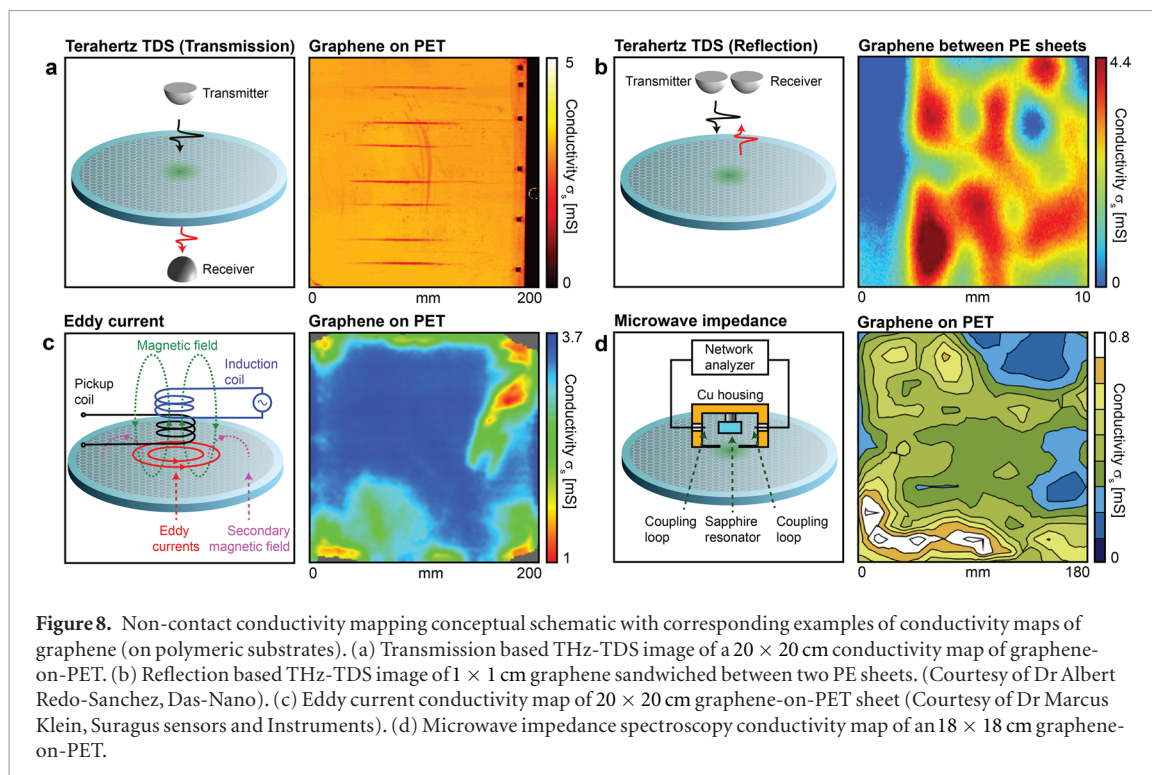 Terahertz TDS (Transmission)
Graphene on PET
a
Transmitter
Receiver
5
Conductivity σs [mS]
0
0
mm
200
Terahertz TDS (Reflection)
Graphene between PE sheets
b
Transmitter
Receiver
4.4
Conductivity σs [mS]
0
0
mm
10
Eddy current
Graphene on PET
c
Magnetic field
Induction
coil
Pickup
coil
Eddy
currents
Secondary
magnetic field
3.7
Conductivity σs [mS]
1
0
mm
200
Microwave impedance
Graphene on PET
d
Network
analyzer
Cu housing
Coupling
loop
Sapphire
resonator
Coupling
loop
0.8
Conductivity σs [mS]
0
0
mm
180
Figure 8. Non-contact conductivity mapping conceptual schematic with corresponding examples of conductivity maps of
graphene (on polymeric substrates). (a) Transmission based THz-TDS image of a 20 × 20 cm conductivity map of graphene-
on-PET. (b) Reflection based THz-TDS image of 1 × 1 cm graphene sandwiched between two PE sheets. (Courtesy of Dr Albert
Redo-Sanchez, Das-Nano). (c) Eddy current conductivity map of 20 × 20 cm graphene-on-PET sheet (Courtesy of Dr Marcus
Klein, Suragus sensors and Instruments). (d) Microwave impedance spectroscopy conductivity map of an 18 × 18 cm graphene-
on-PET.